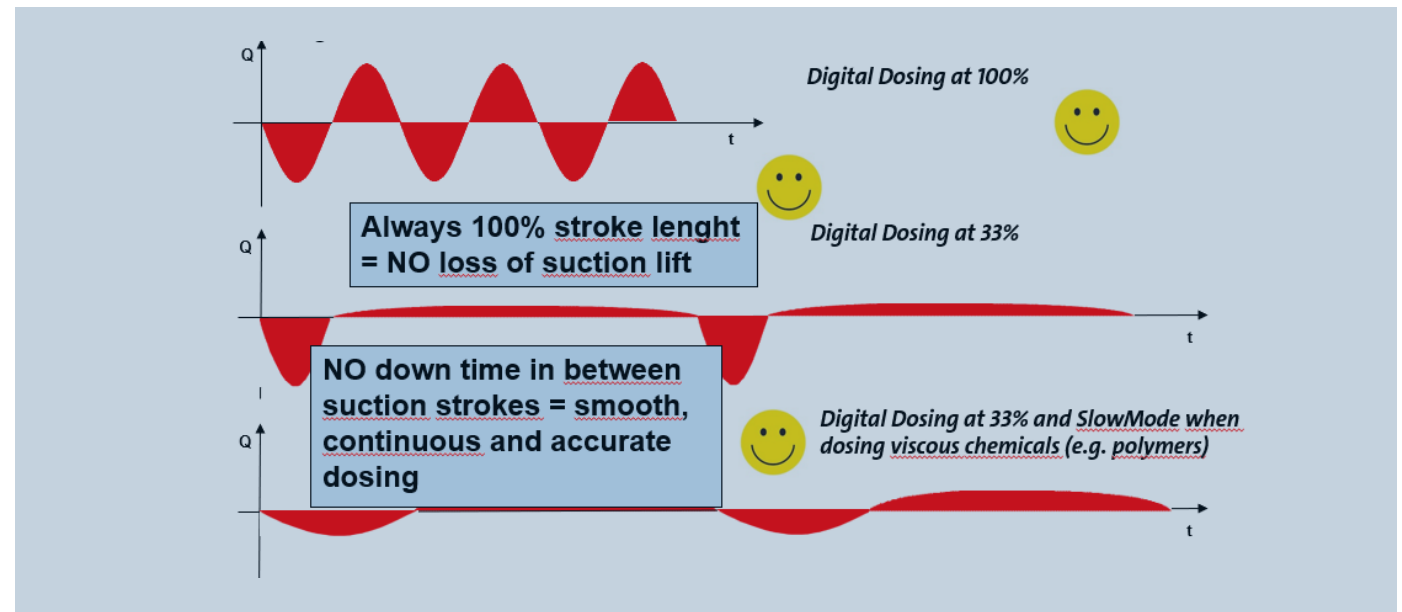 Q
Digital Dosing at 100%
t
Always 100% stroke lenght
= NO loss of suction lift
Q
Digital Dosing at 33%
t
NO down time in between
suction strokes = smooth,
continuous and accurate
dosing
Q
Digital Dosing at 33% and SlowMode when
dosing viscous chemicals (e.g. polymers)
t